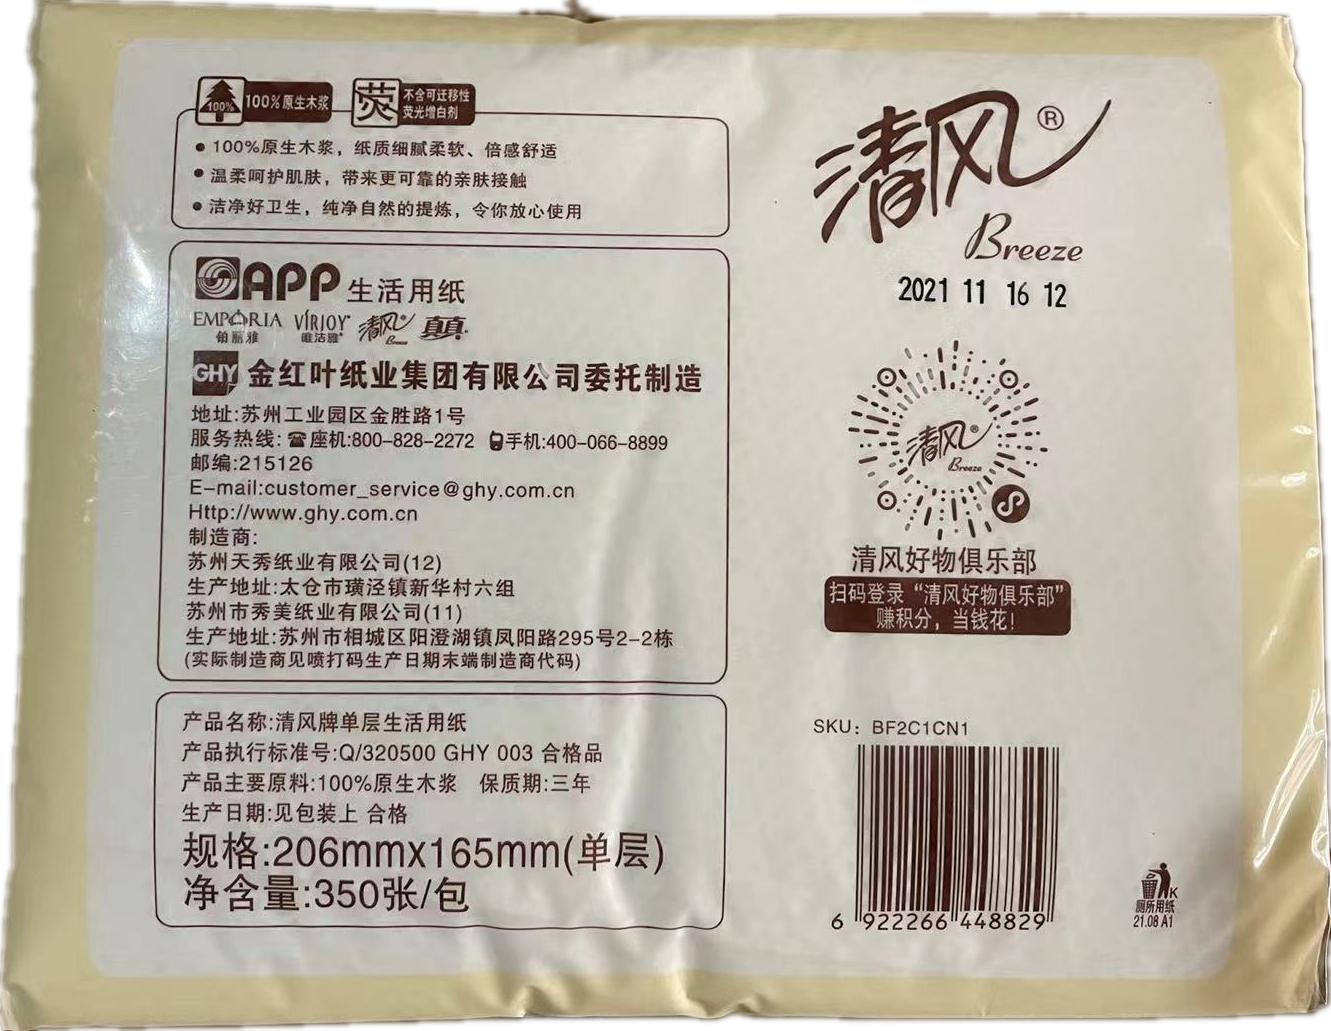 100%
100%原生木浆
荧
不含可迁移性
荧光增白剂
● 100%原生木浆，纸质细腻柔软、倍感舒适
● 温柔呵护肌肤，带来更可靠的亲肤接触
● 洁净好卫生，纯净自然的提炼，令你放心使用
APP 生活用纸
EMPORIA VIRJOY 清风 真真
铂丽雅 唯洁雅 Breeze
GHY 金红叶纸业集团有限公司委托制造
地址:苏州工业园区金胜路1号
服务热线:☎座机:800-828-2272 手机:400-066-8899
邮编:215126
E-mail:customer_service@ghy.com.cn
Http://www.ghy.com.cn
制造商:
苏州天秀纸业有限公司(12)
生产地址:太仓市璜泾镇新华村六组
苏州市秀美纸业有限公司(11)
生产地址:苏州市相城区阳澄湖镇凤阳路295号2-2栋
(实际制造商见喷打码生产日期末端制造商代码)
产品名称:清风牌单层生活用纸
产品执行标准号:Q/320500 GHY 003 合格品
产品主要原料:100%原生木浆 保质期:三年
生产日期:见包装上 合格
规格:206mmx165mm(单层)
净含量:350张/包
清风®
Breeze
2021 11 16 12
清风®
Breeze
清风好物俱乐部
扫码登录“清风好物俱乐部”
赚积分，当钱花！
SKU：BF2C1CN1
6 922266 448829
K
厕所用纸
21.08 A1